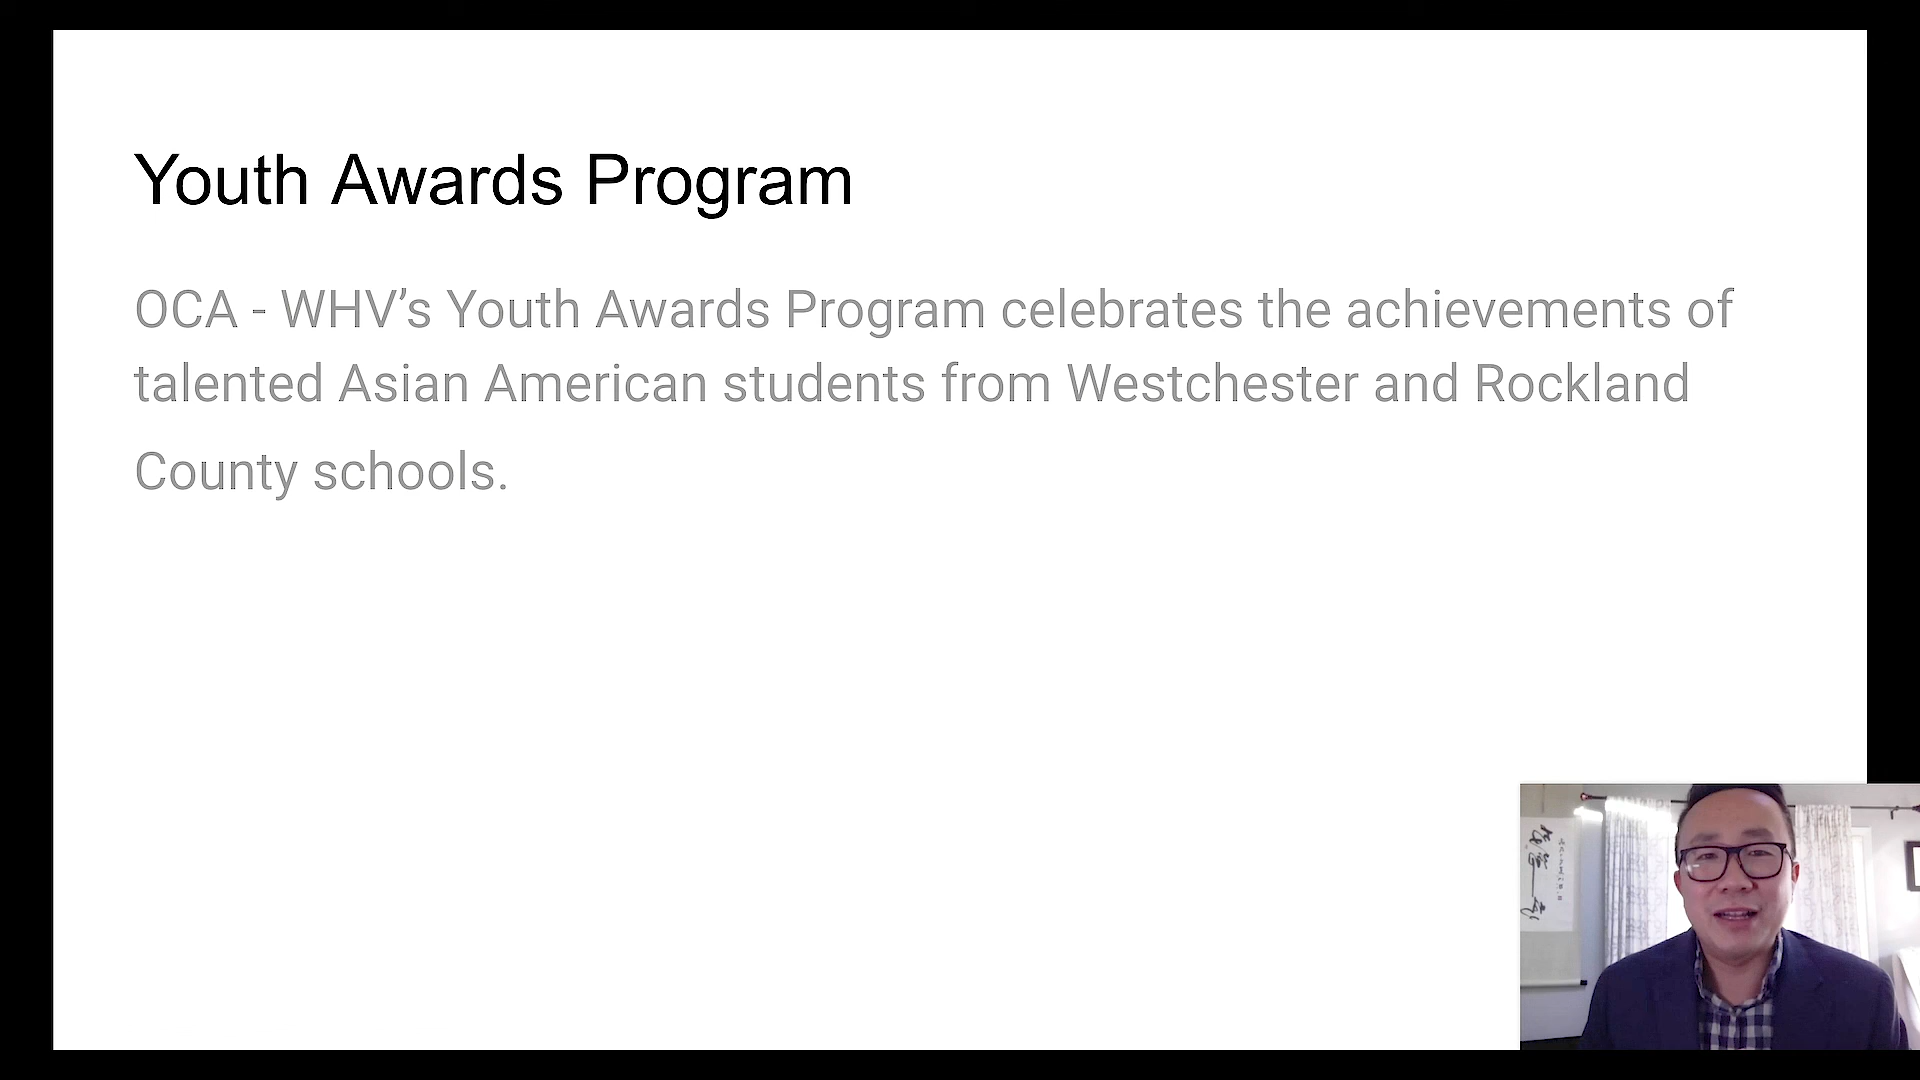 Youth Awards Program
OCA - WHV’s Youth Awards Program celebrates the achievements of
talented Asian American students from Westchester and Rockland
County schools.